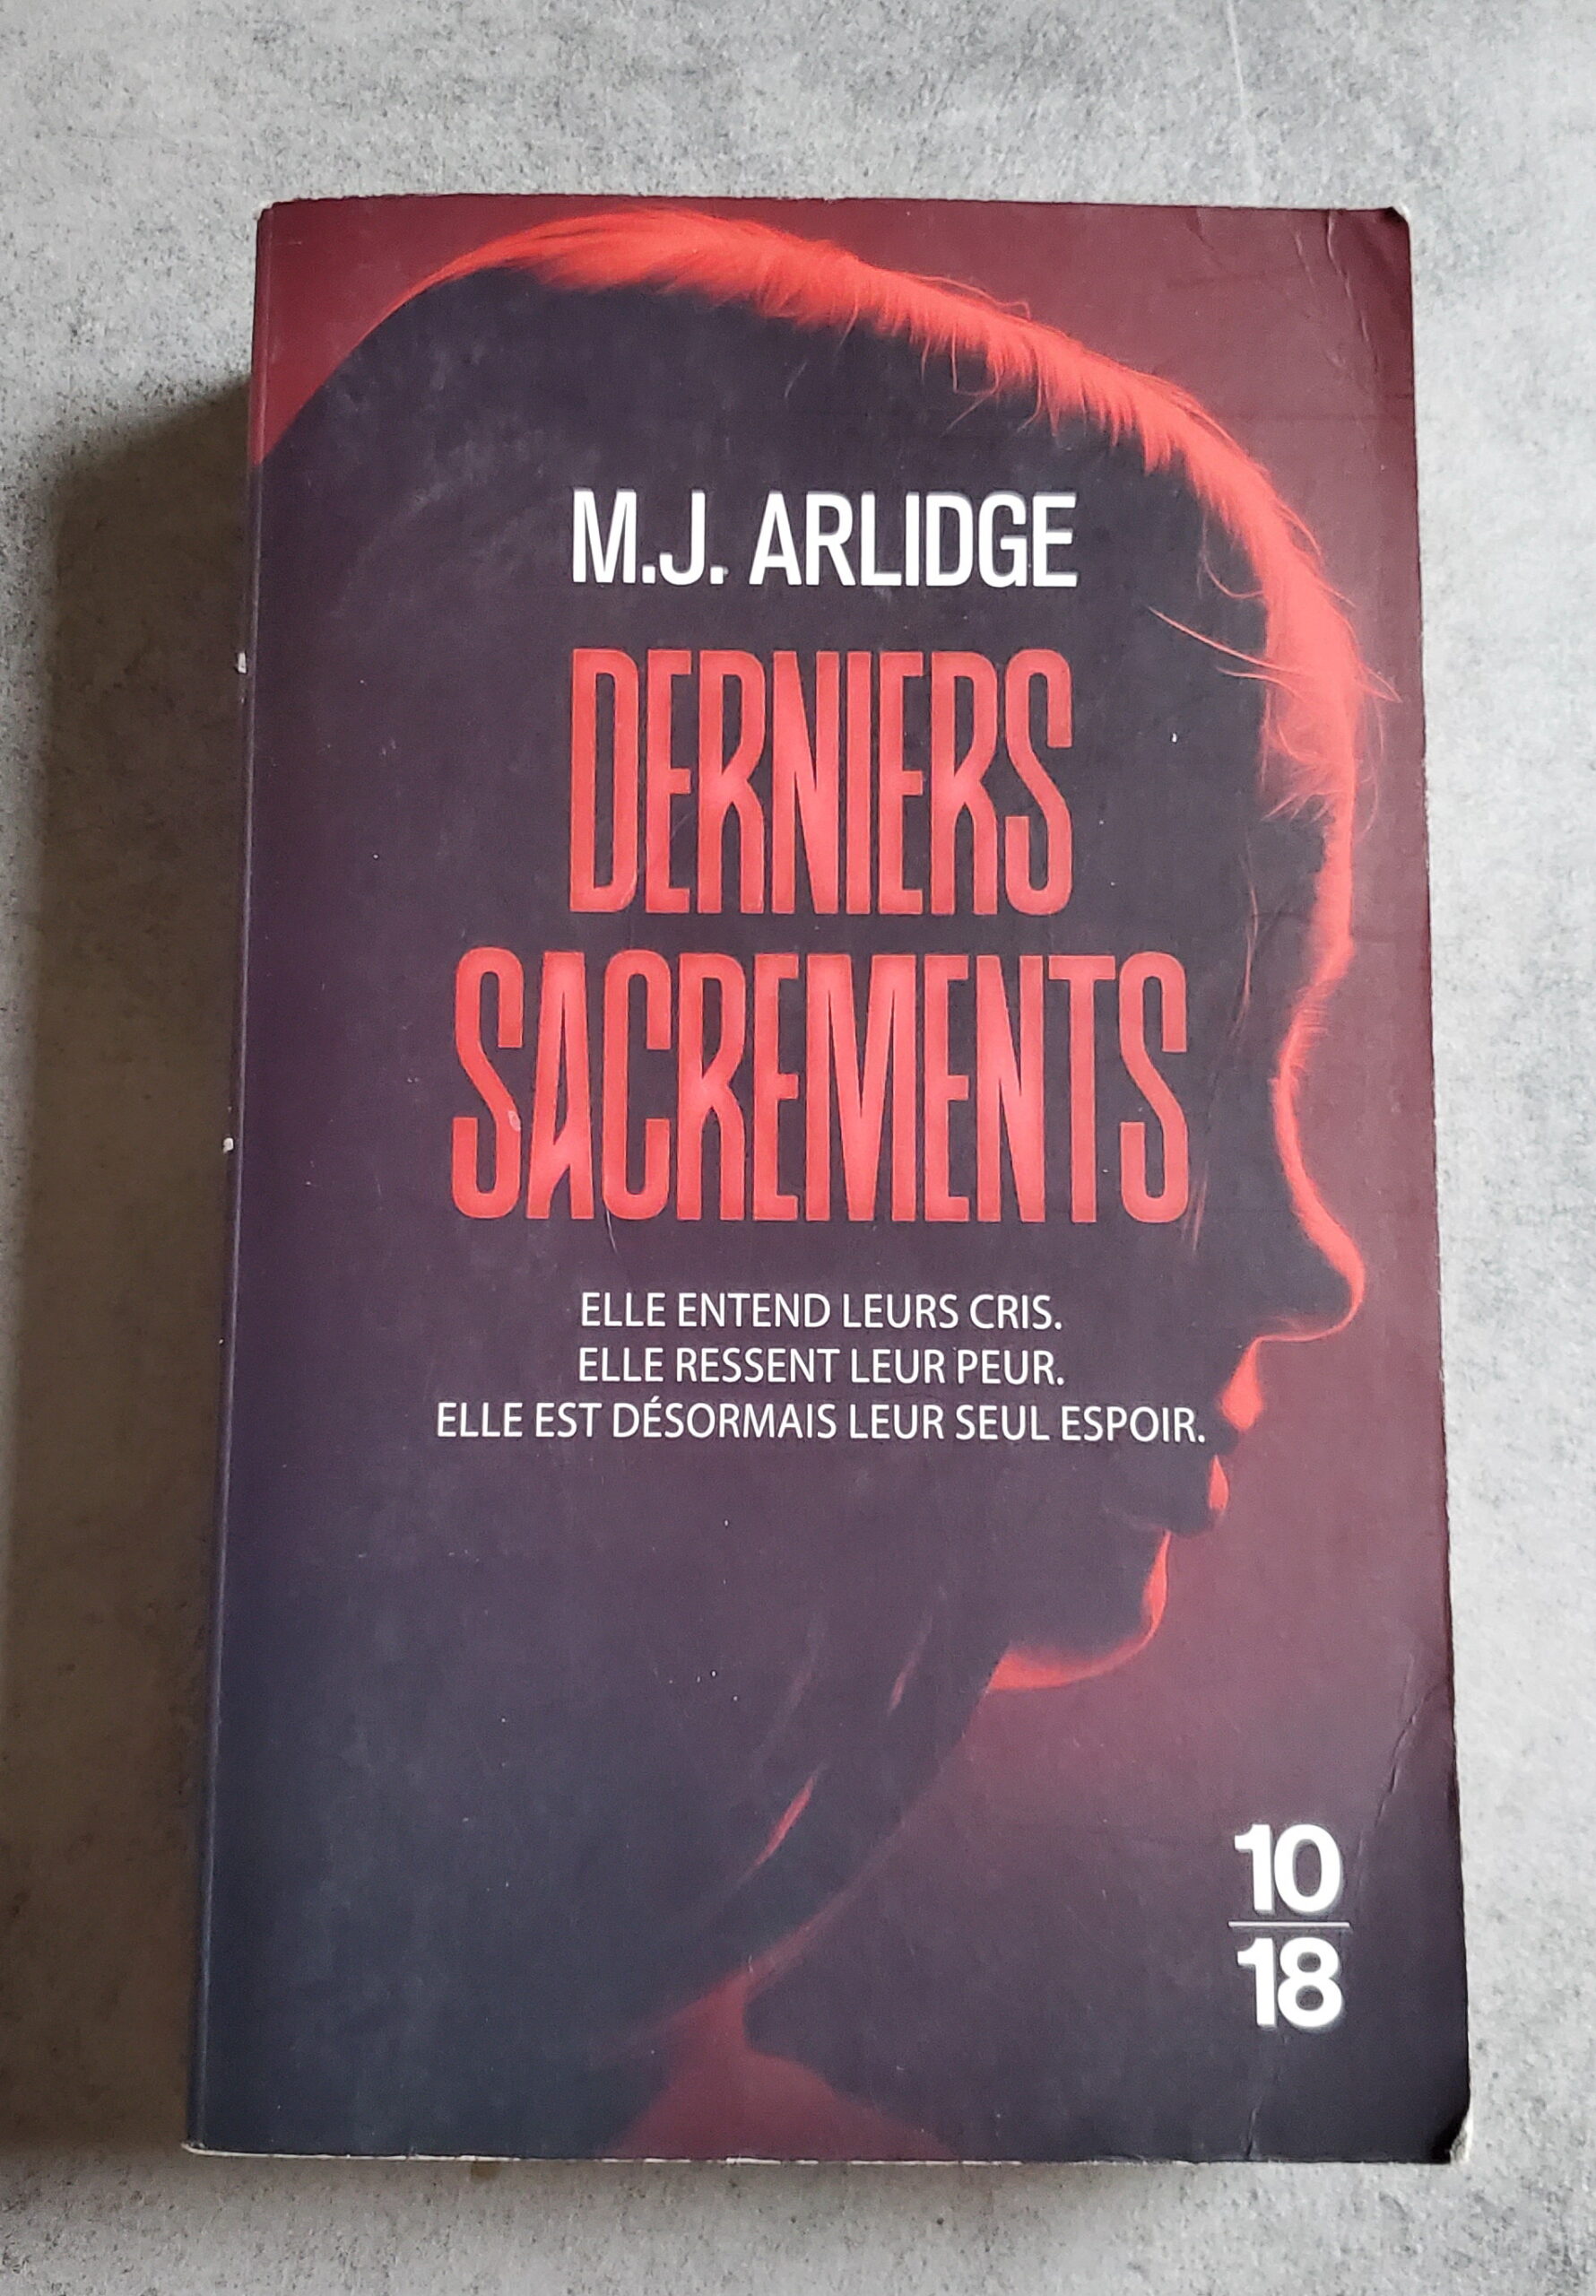 M.J. ARLIDGE
DERNIERS
SACREMENTS
ELLE ENTEND LEURS CRIS.
ELLE RESSENT LEUR PEUR.
ELLE EST DÉSORMAIS LEUR SEUL ESPOIR.
10
18